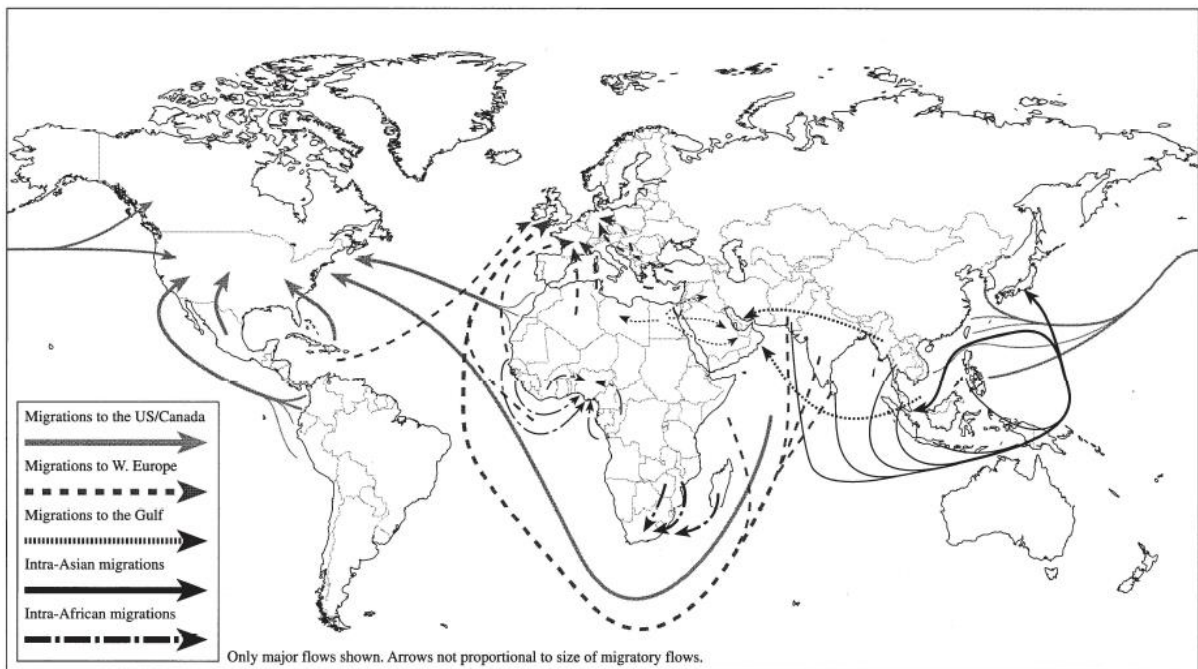 Migrations to the US/Canada
Migrations to W. Europe
Migrations to the Gulf
Intra-Asian migrations
Intra-African migrations
Only major flows shown. Arrows not proportional to size of migratory flows.